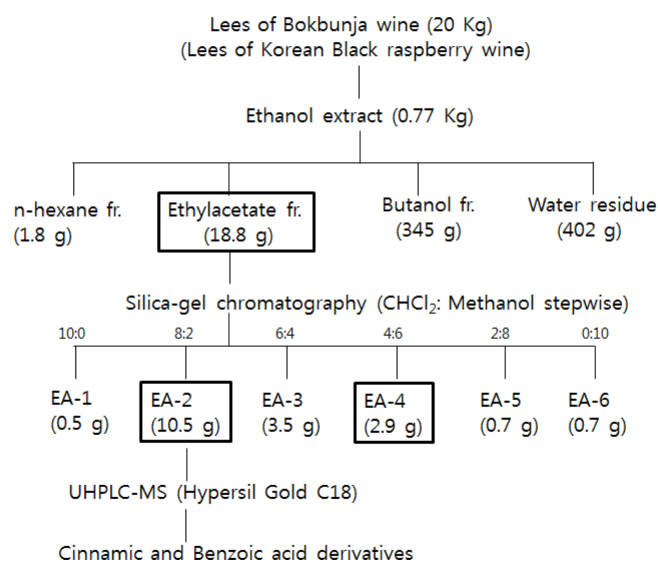 Lees of Bokbunja wine (20 Kg)
(Lees of Korean Black raspberry wine)
Ethanol extract (0.77 Kg)
n-hexane fr.
(1.8 g)
Ethylacetate fr.
(18.8 g)
Butanol fr.
(345 g)
Water residue
(402 g)
Silica-gel chromatography (CHCl₂: Methanol stepwise)
10:0
8:2
6:4
4:6
2:8
0:10
EA-1
(0.5 g)
EA-2
(10.5 g)
EA-3
(3.5 g)
EA-4
(2.9 g)
EA-5
(0.7 g)
EA-6
(0.7 g)
UHPLC-MS (Hypersil Gold C18)
Cinnamic and Benzoic acid derivatives